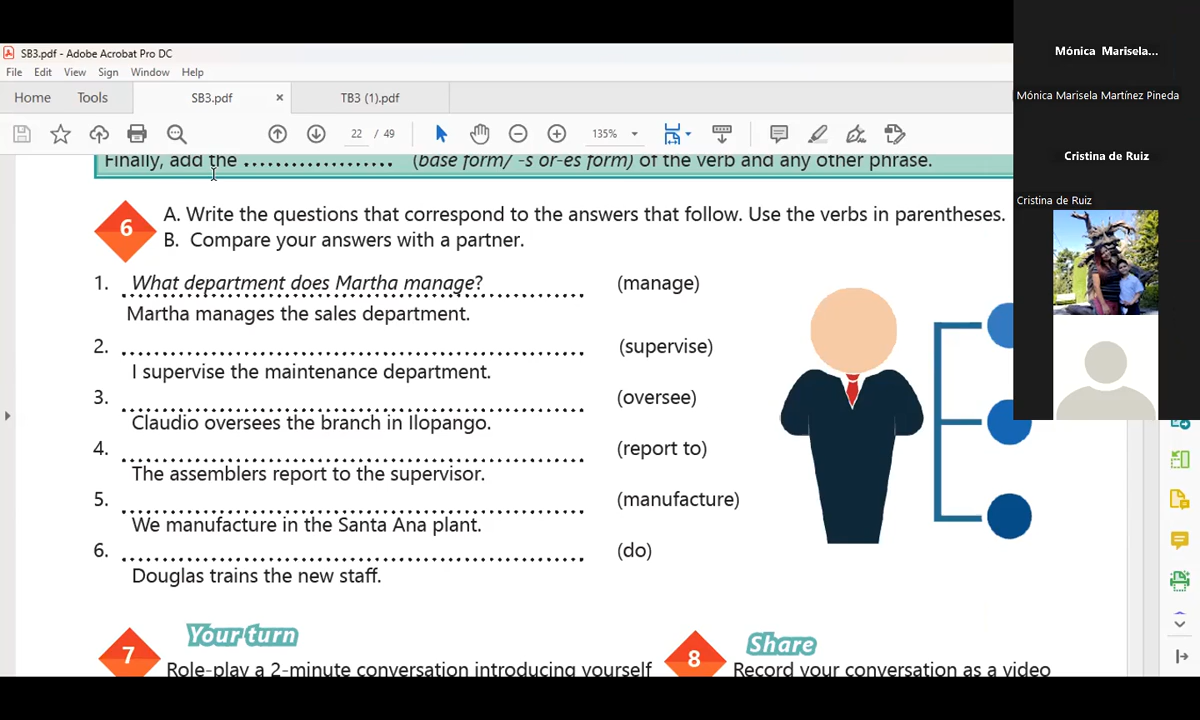 SB3.pdf - Adobe Acrobat Pro DC
File Edit View Sign Window Help
Home Tools SB3.pdf × TB3 (1).pdf
22 / 49 135%
Finally, add the .................... (base form/ -s or-es form) of the verb and any other phrase.
6
A. Write the questions that correspond to the answers that follow. Use the verbs in parentheses.
B. Compare your answers with a partner.
1. What department does Martha manage? (manage)
Martha manages the sales department.
2. (supervise)
I supervise the maintenance department.
3. (oversee)
Claudio oversees the branch in Ilopango.
4. (report to)
The assemblers report to the supervisor.
5. (manufacture)
We manufacture in the Santa Ana plant.
6. (do)
Douglas trains the new staff.
7 Your turn
Role-play a 2-minute conversation introducing yourself
8 Share
Record your conversation as a video
Mónica Marisela...
Mónica Marisela Martínez Pineda
Cristina de Ruiz
Cristina de Ruiz